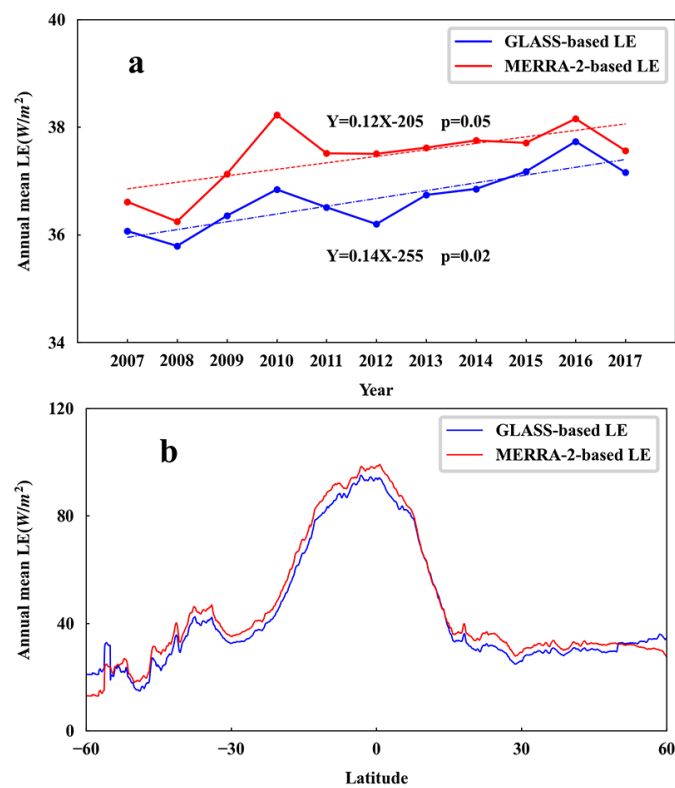 40
38
36
34
Annual mean LE(W/m²)
a
GLASS-based LE
MERRA-2-based LE
Y=0.12X-205 p=0.05
Y=0.14X-255 p=0.02
2007 2008 2009 2010 2011 2012 2013 2014 2015 2016 2017
Year
120
80
40
0
Annual mean LE(W/m²)
b
GLASS-based LE
MERRA-2-based LE
−60 −30 0 30 60
Latitude